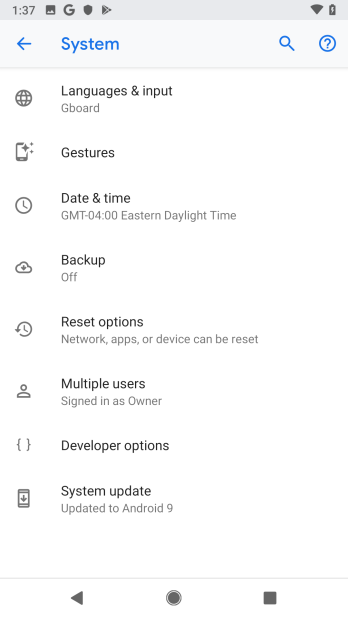 1:37
System
Languages & input
Gboard
Gestures
Date & time
GMT-04:00 Eastern Daylight Time
Backup
Off
Reset options
Network, apps, or device can be reset
Multiple users
Signed in as Owner
{ }
Developer options
System update
Updated to Android 9